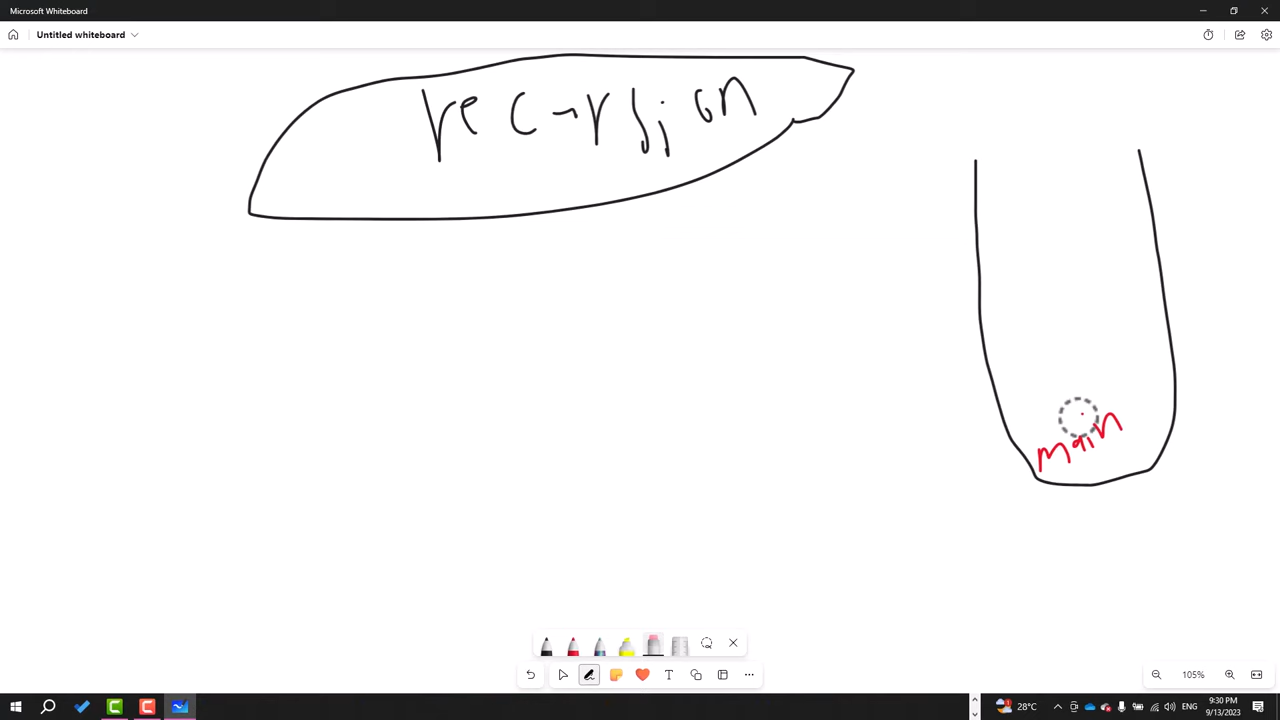 Microsoft Whiteboard
Untitled whiteboard
recursion
main
105%
28°C
ENG
9:30 PM
9/13/2023